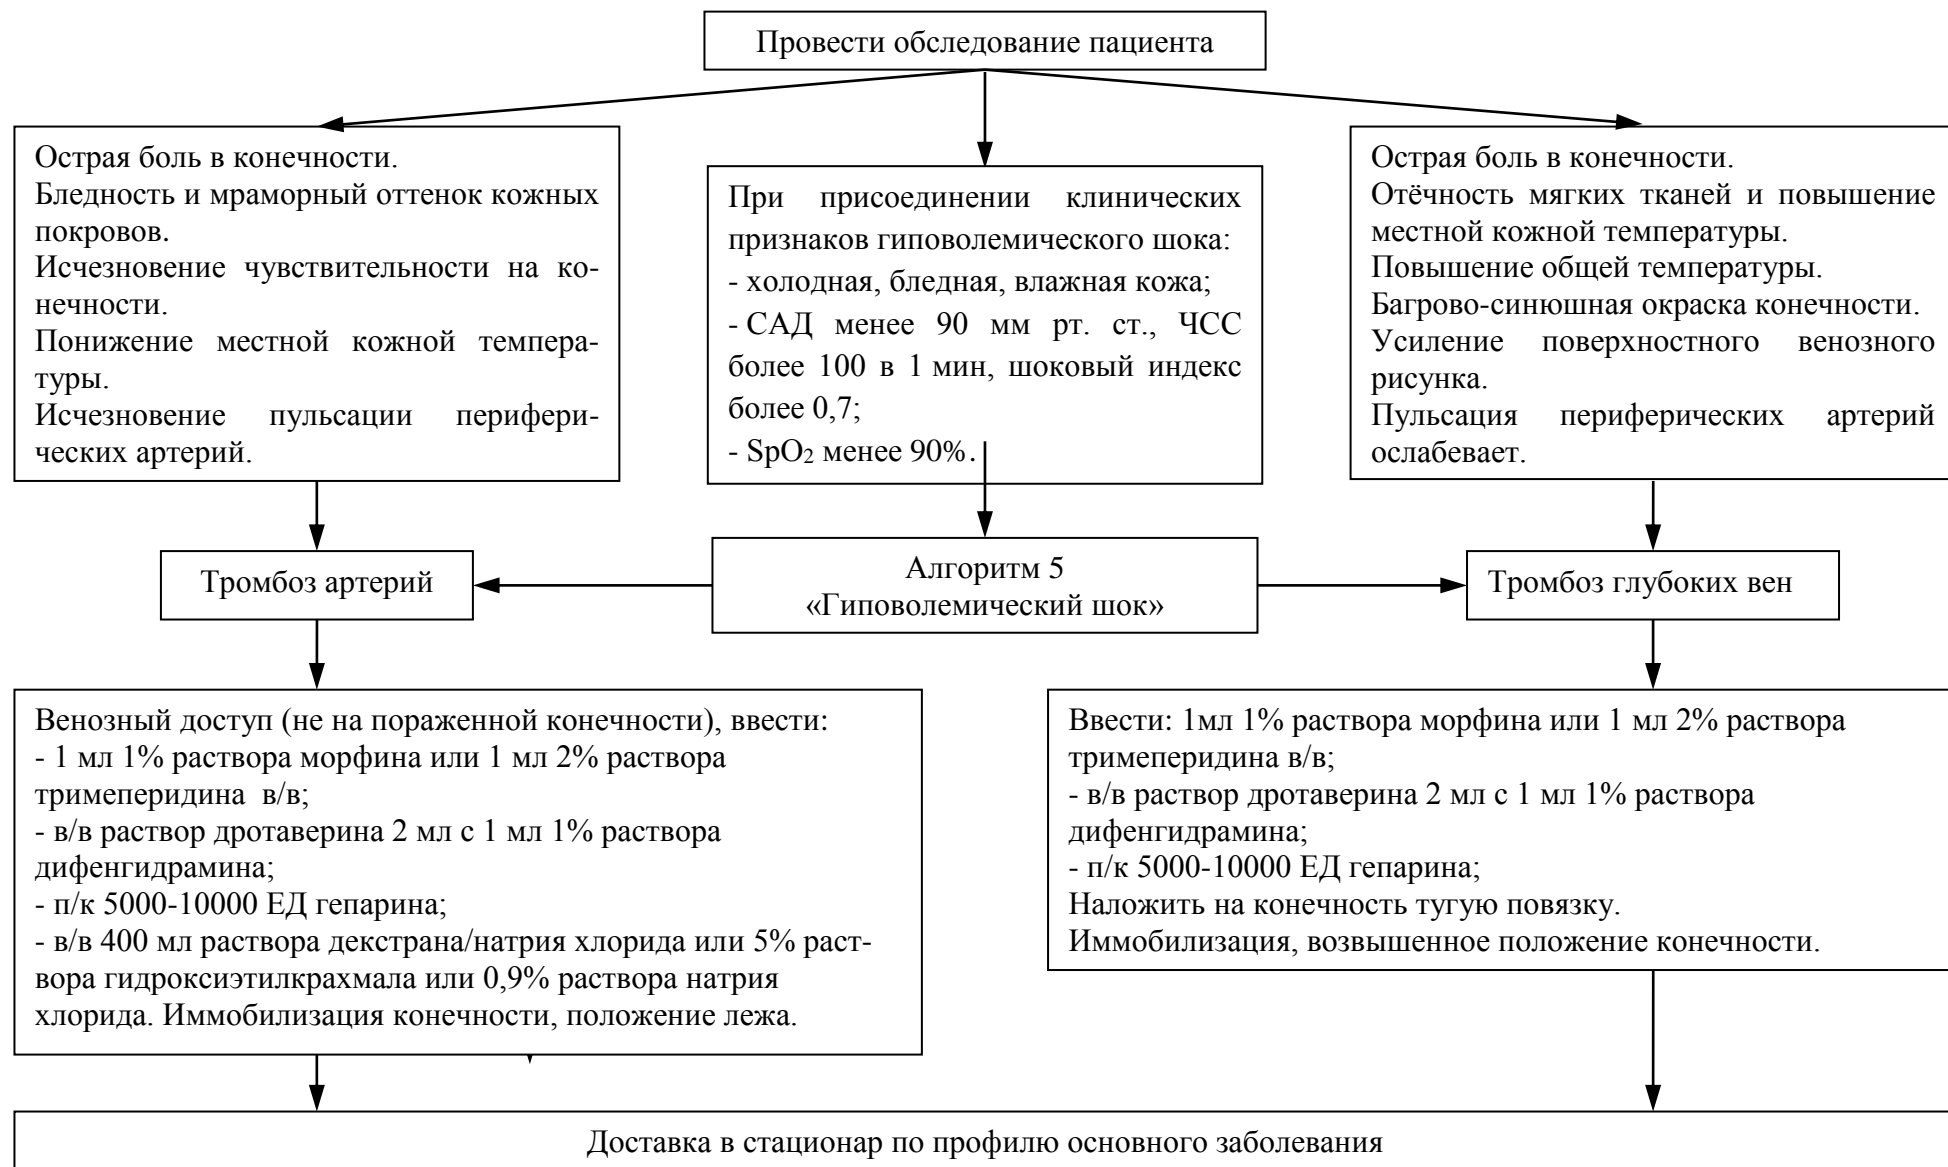 Провести обследование пациента
Острая боль в конечности.
Бледность и мраморный оттенок кожных
покровов.
Исчезновение чувствительности на ко-
нечности.
Понижение местной кожной темпера-
туры.
Исчезновение пульсации перифери-
ческих артерий.
При присоединении клинических
признаков гиповолемического шока:
- холодная, бледная, влажная кожа;
- САД менее 90 мм рт. ст., ЧСС
более 100 в 1 мин, шоковый индекс
более 0,7;
- SpO₂ менее 90%.
Острая боль в конечности.
Отёчность мягких тканей и повышение
местной кожной температуры.
Повышение общей температуры.
Багрово-синюшная окраска конечности.
Усиление поверхностного венозного
рисунка.
Пульсация периферических артерий
ослабевает.
Тромбоз артерий
Алгоритм 5
«Гиповолемический шок»
Тромбоз глубоких вен
Венозный доступ (не на пораженной конечности), ввести:
- 1 мл 1% раствора морфина или 1 мл 2% раствора
тримеперидина в/в;
- в/в раствор дротаверина 2 мл с 1 мл 1% раствора
дифенгидрамина;
- п/к 5000-10000 ЕД гепарина;
- в/в 400 мл раствора декстрана/натрия хлорида или 5% раст-
вора гидроксиэтилкрахмала или 0,9% раствора натрия
хлорида. Иммобилизация конечности, положение лежа.
Ввести: 1мл 1% раствора морфина или 1 мл 2% раствора
тримеперидина в/в;
- в/в раствор дротаверина 2 мл с 1 мл 1% раствора
дифенгидрамина;
- п/к 5000-10000 ЕД гепарина;
Наложить на конечность тугую повязку.
Иммобилизация, возвышенное положение конечности.
Доставка в стационар по профилю основного заболевания